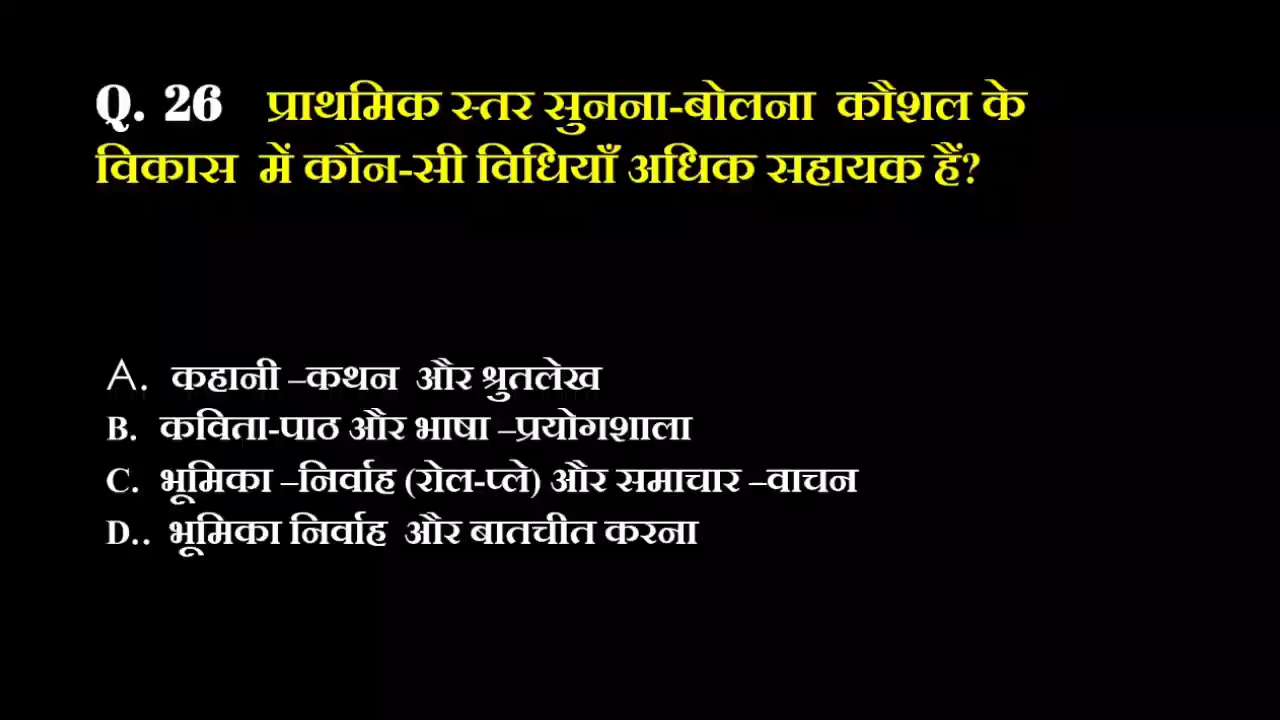 Q. 26 प्राथमिक स्तर सुनना-बोलना कौशल के
विकास में कौन-सी विधियाँ अधिक सहायक हैं?
A. कहानी –कथन और श्रुतलेख
B. कविता-पाठ और भाषा –प्रयोगशाला
C. भूमिका –निर्वाह (रोल-प्ले) और समाचार –वाचन
D.. भूमिका निर्वाह और बातचीत करना